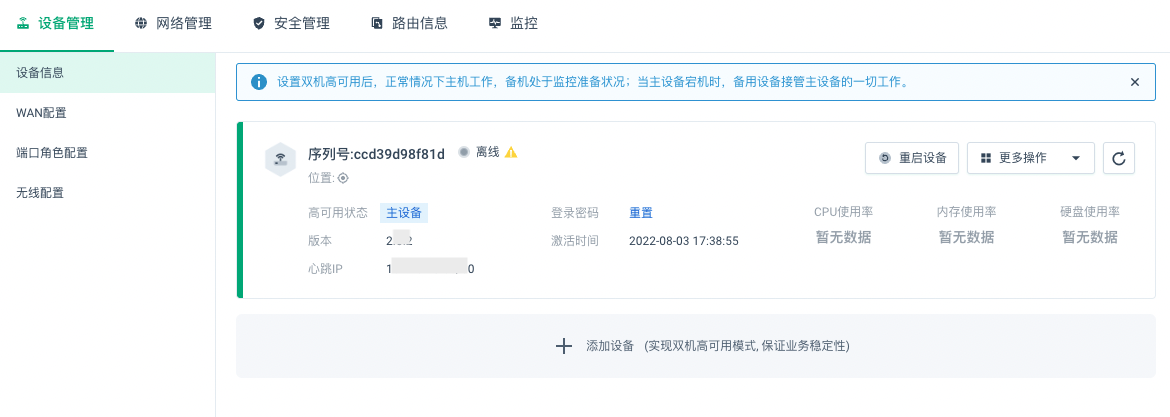 设备管理 网络管理 安全管理 路由信息 监控
设备信息
WAN配置
端口角色配置
无线配置
设置双机高可用后，正常情况下主机工作，备机处于监控准备状况；当主设备宕机时，备用设备接管主设备的一切工作。
序列号:ccd39d98f81d 离线
重启设备 更多操作
位置:
高可用状态 主设备 登录密码 重置 CPU使用率 内存使用率 硬盘使用率
版本 激活时间 2022-08-03 17:38:55 暂无数据 暂无数据 暂无数据
心跳IP
添加设备 (实现双机高可用模式, 保证业务稳定性)